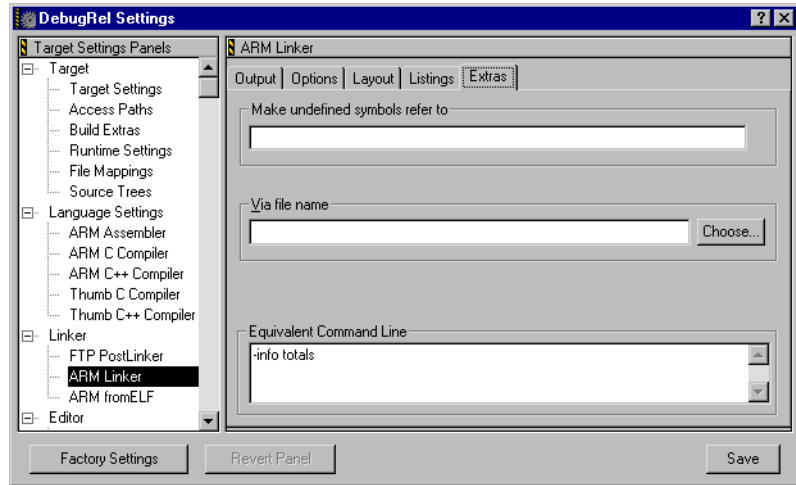 DebugRel Settings
Target Settings Panels
Target
Target Settings
Access Paths
Build Extras
Runtime Settings
File Mappings
Source Trees
Language Settings
ARM Assembler
ARM C Compiler
ARM C++ Compiler
Thumb C Compiler
Thumb C++ Compiler
Linker
FTP PostLinker
ARM Linker
ARM fromELF
Editor
ARM Linker
Output Options Layout Listings Extras
Make undefined symbols refer to
Via file name
Choose...
Equivalent Command Line
-info totals
Factory Settings Revert Panel Save